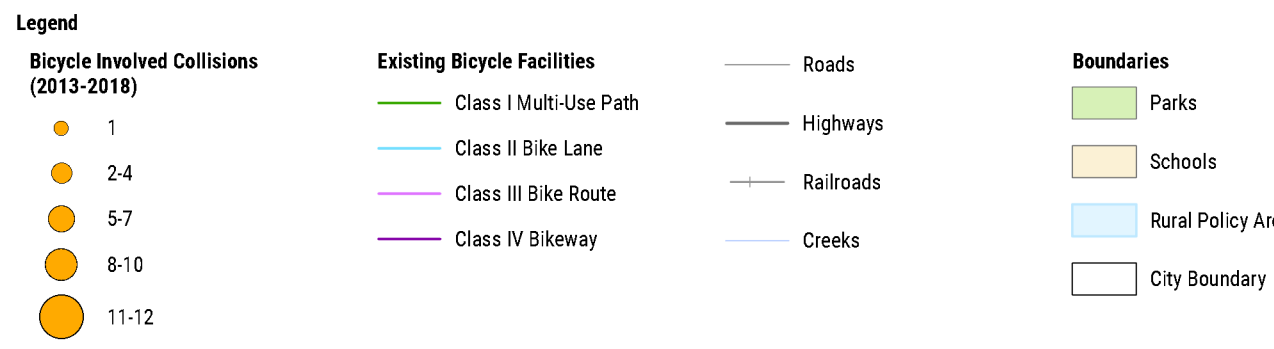 Legend
Bicycle Involved Collisions
(2013-2018)
1
2-4
5-7
8-10
11-12
Existing Bicycle Facilities
Class I Multi-Use Path
Class II Bike Lane
Class III Bike Route
Class IV Bikeway
Roads
Highways
Railroads
Creeks
Boundaries
Parks
Schools
Rural Policy
City Boundary